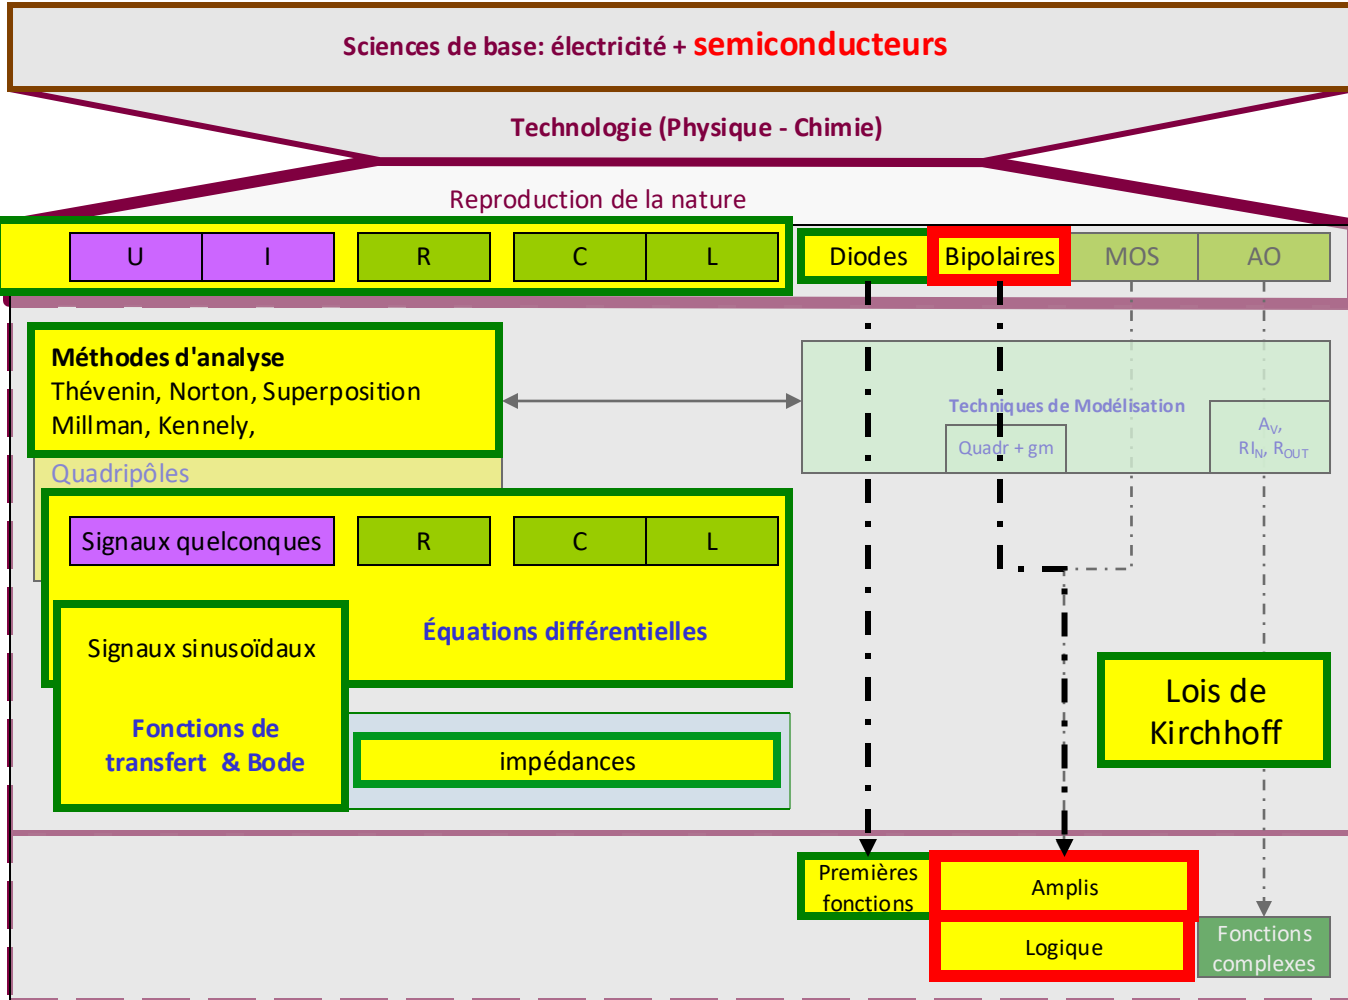 Sciences de base: électricité + semiconducteurs
Technologie (Physique - Chimie)
Reproduction de la nature
U I R C L Diodes Bipolaires MOS AO
Méthodes d'analyse
Thévenin, Norton, Superposition
Millman, Kennely,
Quadripôles
Techniques de Modélisation
Quadr + gm
AV,
RIN, ROUT
Signaux quelconques R C L
Équations différentielles
Signaux sinusoïdaux
Fonctions de
transfert & Bode
impédances
Lois de
Kirchhoff
Premières
fonctions
Amplis
Logique
Fonctions
complexes